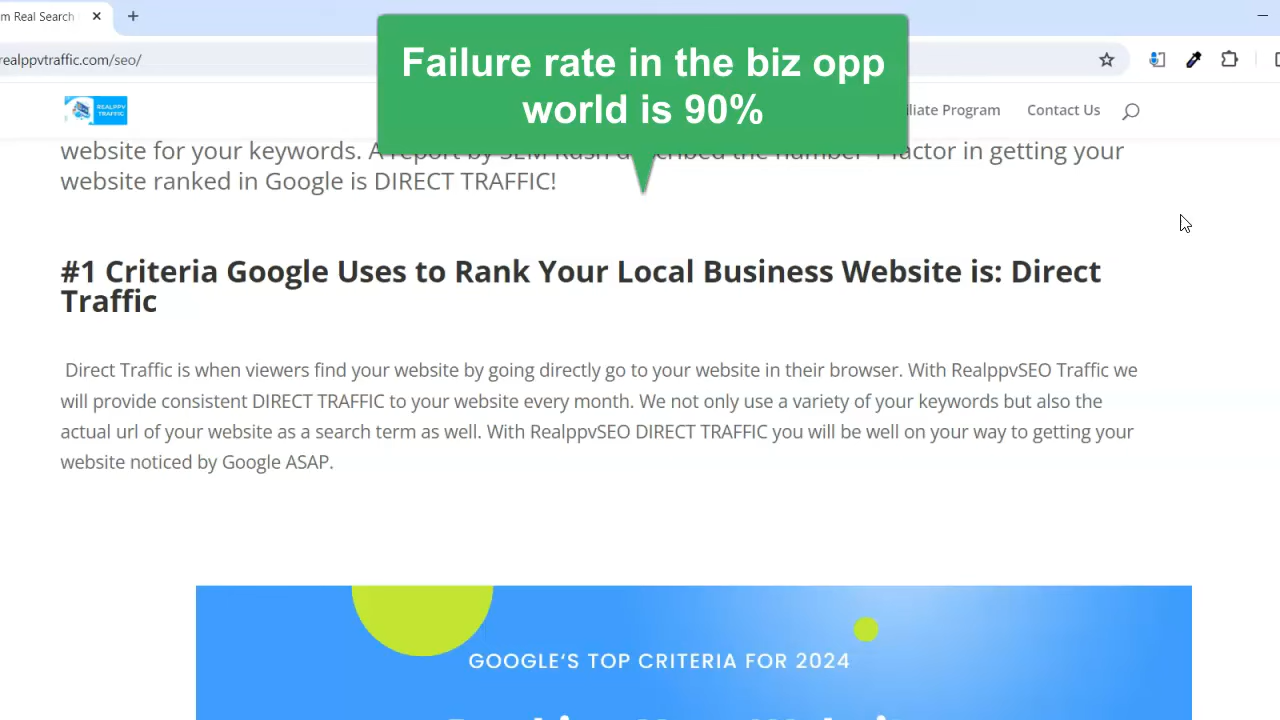 m Real Search
realppvtraffic.com/seo/
Failure rate in the biz opp
world is 90%
REALPPV
TRAFFIC
iliate Program
Contact Us
website for your keywords. A report by SEM Rush described the number 1 factor in getting your
website ranked in Google is DIRECT TRAFFIC!
#1 Criteria Google Uses to Rank Your Local Business Website is: Direct
Traffic
Direct Traffic is when viewers find your website by going directly go to your website in their browser. With RealppvSEO Traffic we
will provide consistent DIRECT TRAFFIC to your website every month. We not only use a variety of your keywords but also the
actual url of your website as a search term as well. With RealppvSEO DIRECT TRAFFIC you will be well on your way to getting your
website noticed by Google ASAP.
GOOGLE'S TOP CRITERIA FOR 2024